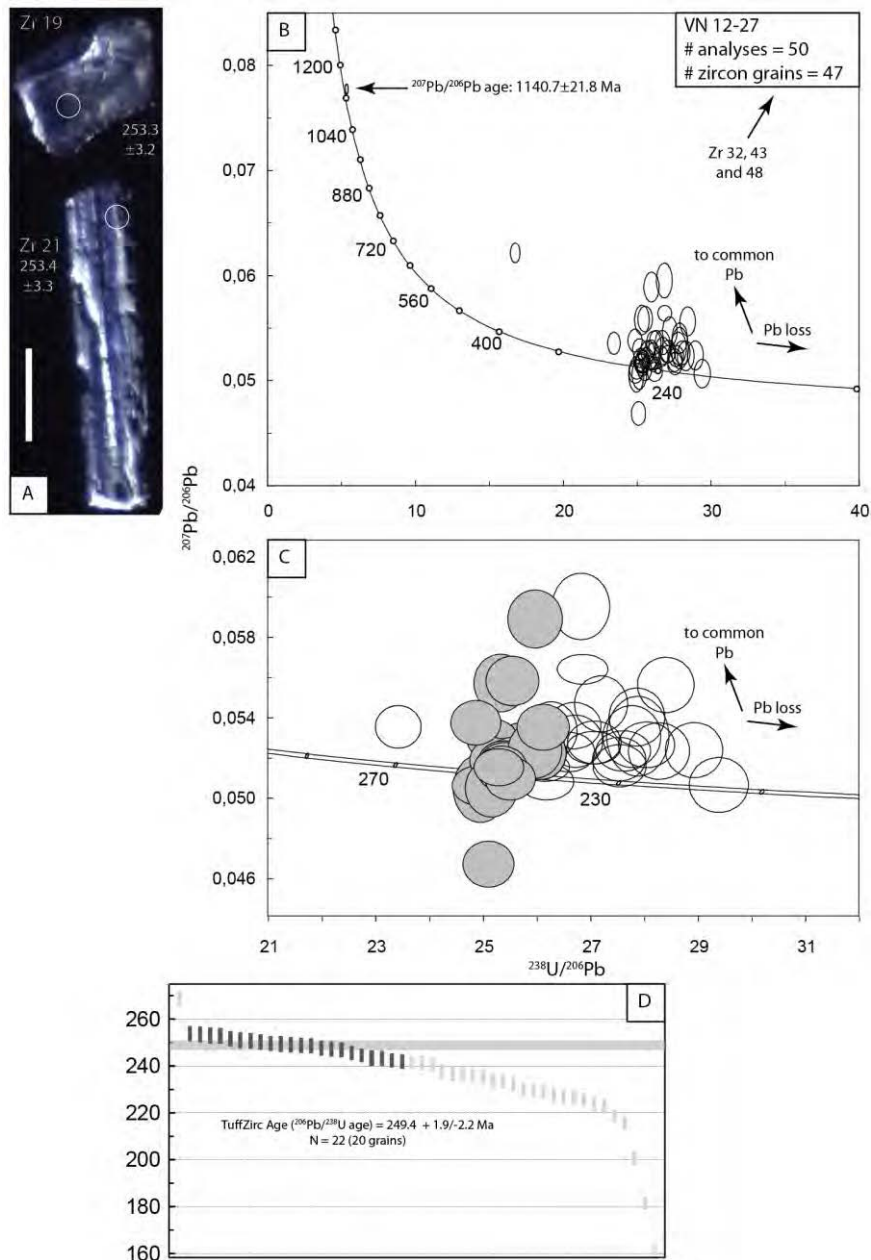 Zr 19
253.3
±3.2
Zr 21
253.4
±3.3
A
B
VN 12-27
# analyses = 50
# zircon grains = 47
Zr 32, 43
and 48
²⁰⁷Pb/²⁰⁶Pb age: 1140.7±21.8 Ma
0,08
0,07
0,06
0,05
0,04
1200
1040
880
720
560
400
240
to common
Pb
Pb loss
0
10
20
30
40
²⁰⁷Pb/²⁰⁶Pb
C
0,062
0,058
0,054
0,050
0,046
270
230
to common
Pb
Pb loss
21
23
25
27
29
31
²³⁸U/²⁰⁶Pb
D
260
240
220
200
180
160
TuffZirc Age (²⁰⁶Pb/²³⁸U age) = 249.4 + 1.9/-2.2 Ma
N = 22 (20 grains)